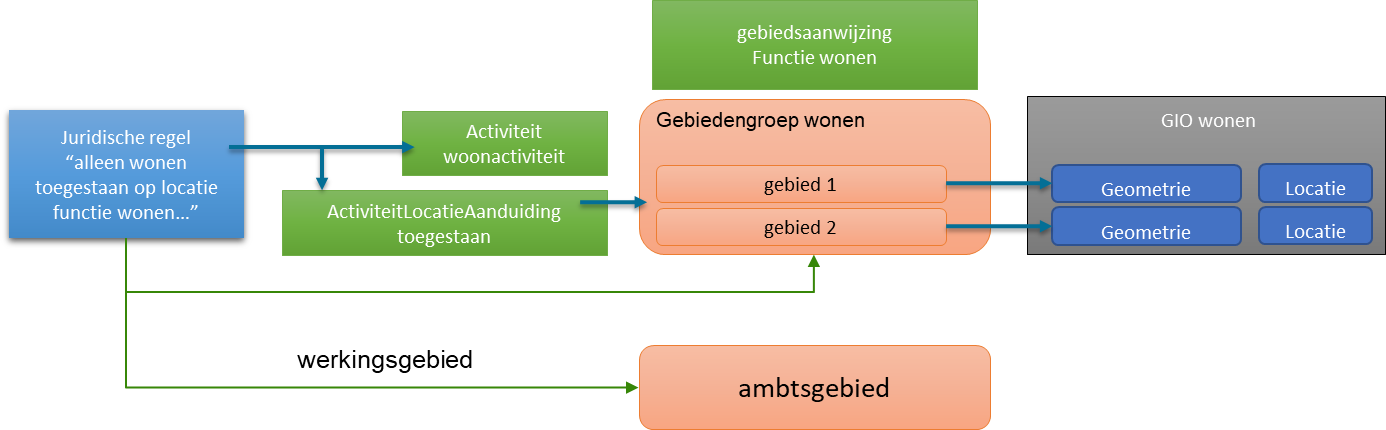 gebiedsaanwijzing
Functie wonen
Juridische regel
“alleen wonen
toegestaan op locatie
functie wonen...”
Activiteit
woonactiviteit
ActiviteitLocatieAanduiding
toegestaan
Gebiedengroep wonen
gebied 1
gebied 2
GIO wonen
Geometrie
Locatie
Geometrie
Locatie
werkingsgebied
ambtsgebied